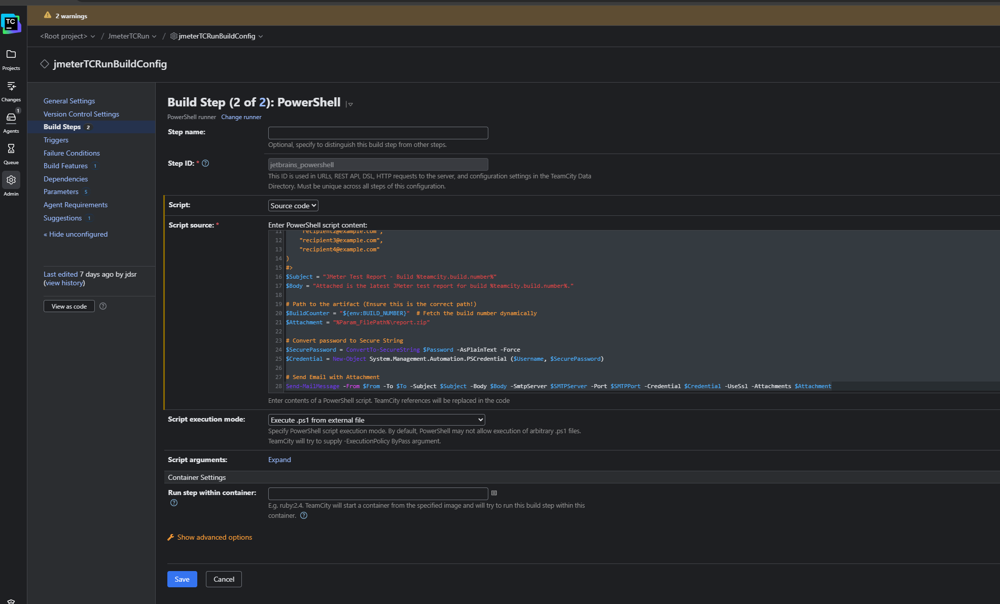 2 warnings
TC
<Root project> / JmeterTCRun / jmeterTCRunBuildConfig
Projects
Changes
1
Agents
Queue
Admin
jmeterTCRunBuildConfig
General Settings
Version Control Settings
Build Steps 2
Triggers
Failure Conditions
Build Features 1
Dependencies
Parameters 5
Agent Requirements
Suggestions 1
« Hide unconfigured
Last edited 7 days ago by jdsr
(view history)
View as code
Build Step (2 of 2): PowerShell
PowerShell runner Change runner
Step name:
Optional, specify to distinguish this build step from other steps.
Step ID: *
jetbrains_powershell
This ID is used in URLs, REST API, DSL, HTTP requests to the server, and configuration settings in the TeamCity Data
Directory. Must be unique across all steps of this configuration.
Script: Source code
Script source: * Enter PowerShell script content:
11 "recipient2@example.com",
12 "recipient3@example.com",
13 "recipient4@example.com"
14 )
15 #>
16 $Subject = "JMeter Test Report - Build %teamcity.build.number%"
17 $Body = "Attached is the latest JMeter test report for build %teamcity.build.number%."
18
19 # Path to the artifact (Ensure this is the correct path!)
20 $BuildCounter = "${env:BUILD_NUMBER}" # Fetch the build number dynamically
21 $Attachment = "%Param_FilePath%\report.zip"
22
23 # Convert password to Secure String
24 $SecurePassword = ConvertTo-SecureString $Password -AsPlainText -Force
25 $Credential = New-Object System.Management.Automation.PSCredential ($Username, $SecurePassword)
26
27 # Send Email with Attachment
28 Send-MailMessage -From $From -To $To -Subject $Subject -Body $Body -SmtpServer $SMTPServer -Port $SMTPPort -Credential $Credential -UseSsl -Attachments $Attachment
Enter contents of a PowerShell script. TeamCity references will be replaced in the code
Script execution mode: Execute .ps1 from external file
Specify PowerShell script execution mode. By default, PowerShell may not allow execution of arbitrary .ps1 files.
TeamCity will try to supply -ExecutionPolicy ByPass argument.
Script arguments: Expand
Container Settings
Run step within container:
E.g. ruby:2.4. TeamCity will start a container from the specified image and will try to run this build step within this
container.
Show advanced options
Save
Cancel